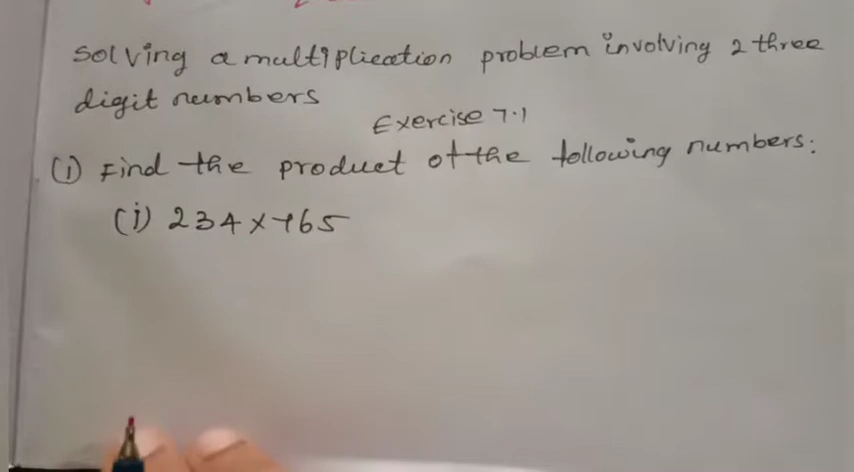 Solving a multiplication problem involving 2 three
digit numbers
Exercise 7.1
(1) Find the product of the following numbers:
(i) 234 × 765